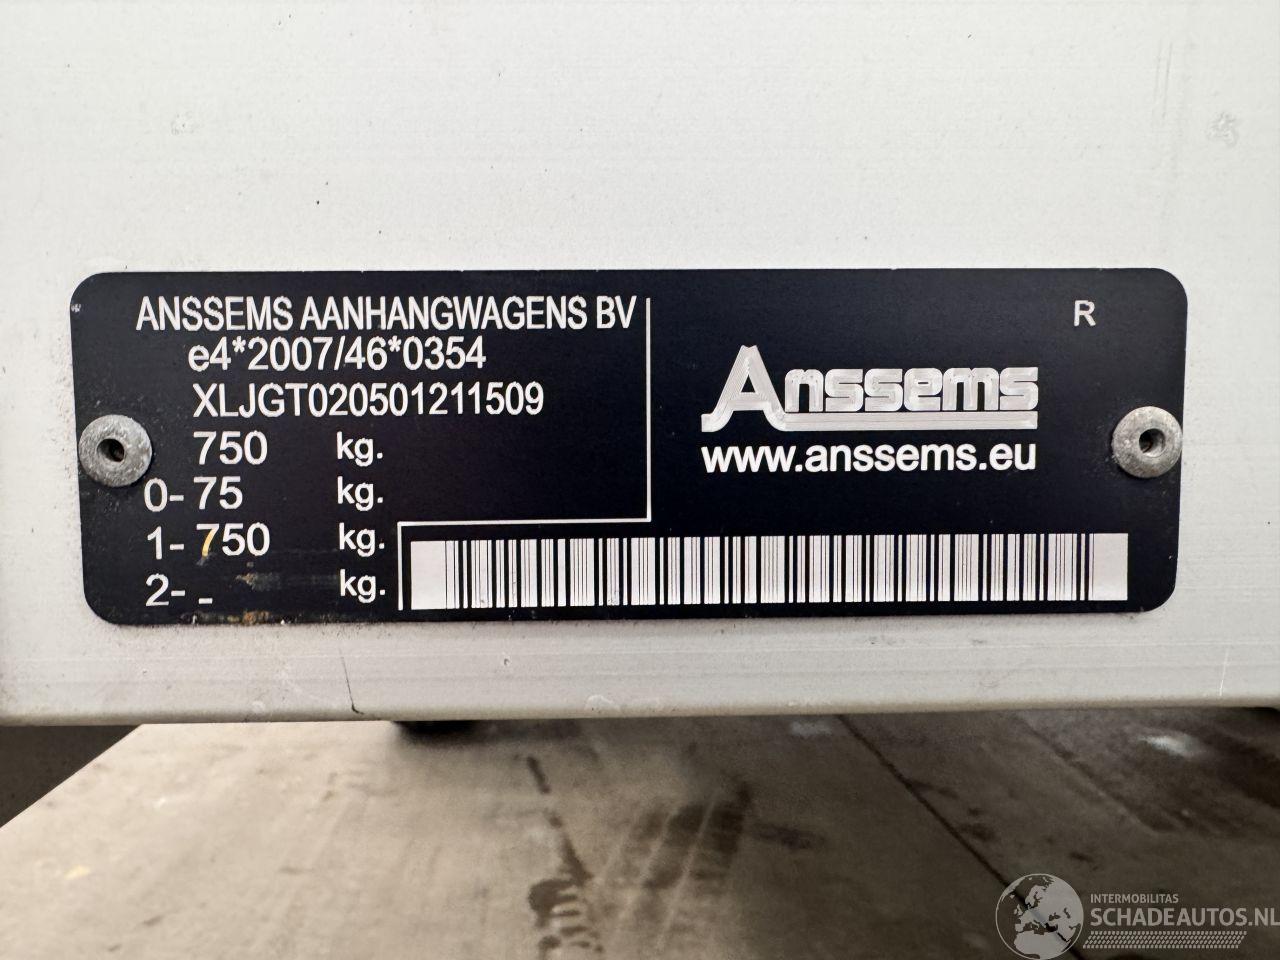 ANSSEMS AANHANGWAGENS BV
e4*2007/46*0354
XLJGT020501211509
750 kg.
0- 75 kg.
1- 750 kg.
2- - kg.
R
Anssems
www.anssems.eu
INTERMOBILITAS
SCHADEAUTOS.NL